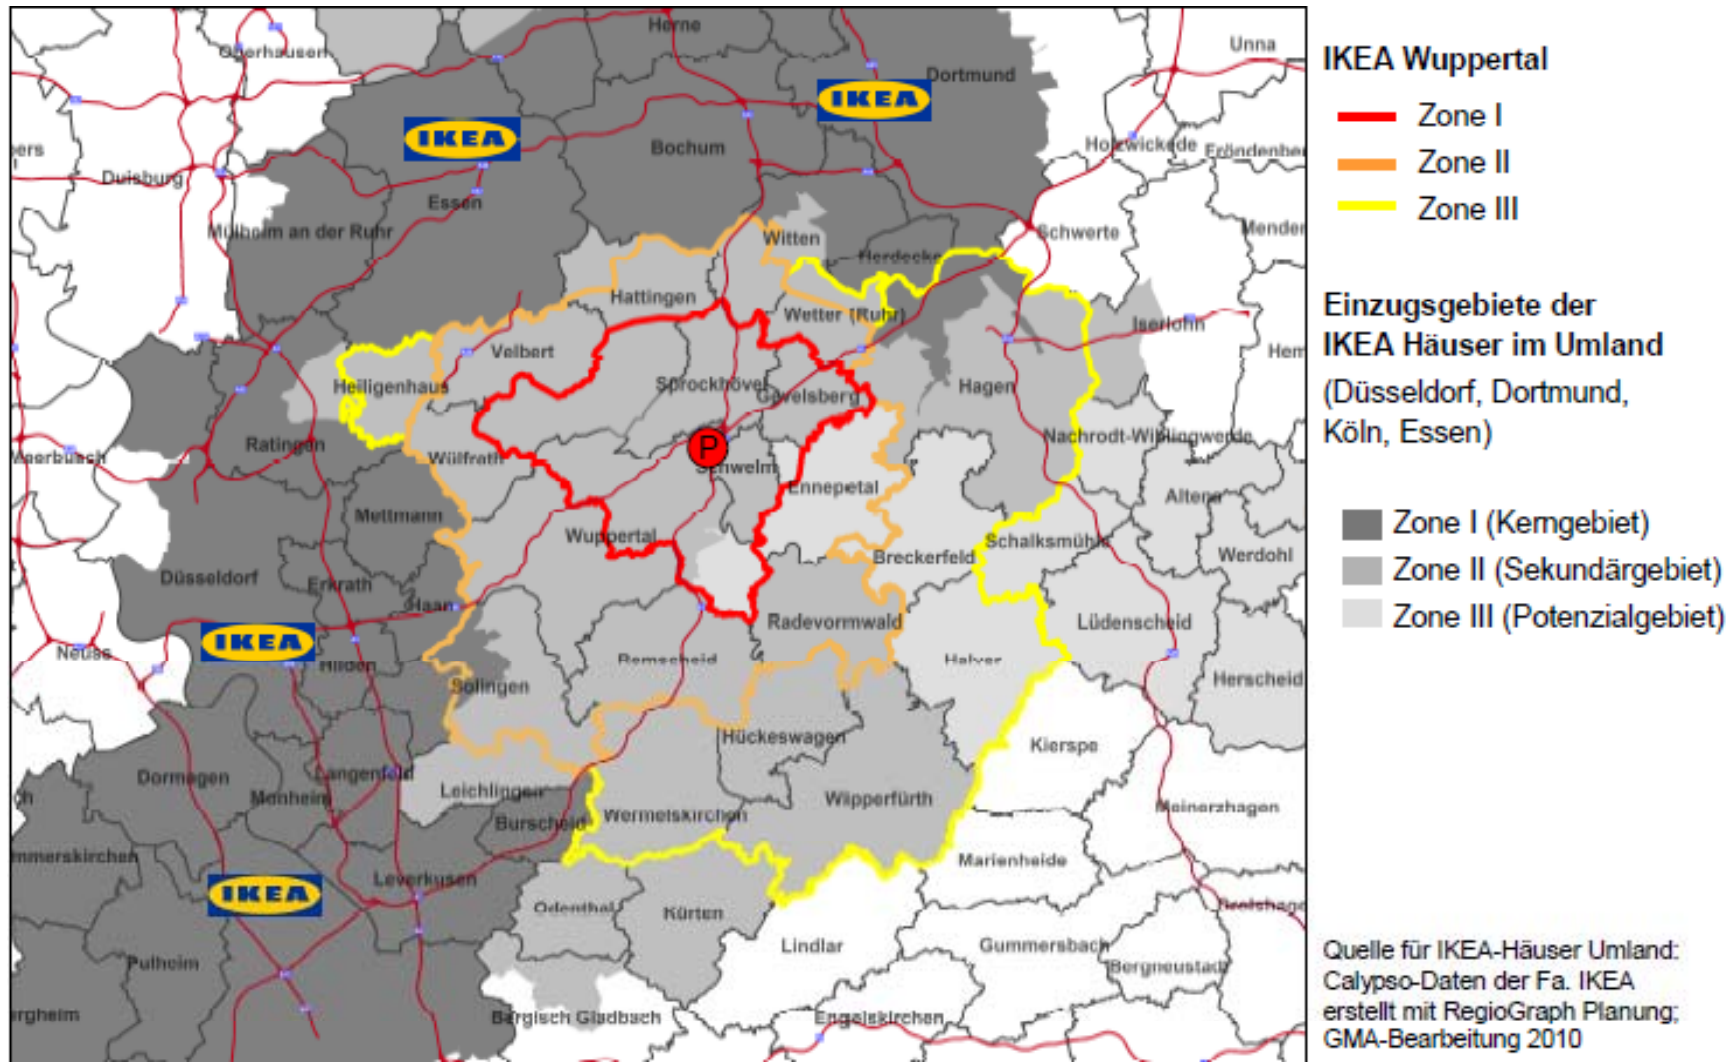 Herne
Unna
Oberhausen
Dortmund
IKEA
IKEA
Holzwickede
Bochum
Duisburg
Essen
Mülheim an der Ruhr
Witten
Schwerte
Herdecke
Hattingen
Wetter (Ruhr)
Iserlohn
Velbert
Heiligenhaus
Sprockhövel
Gevelsberg
Hagen
Ratingen
Nachrodt-Wiblingwerde
P
Wülfrath
Schwelm
Ennepetal
Altena
Mettmann
Wuppertal
Schalksmühle
Breckerfeld
Werdohl
Düsseldorf
Erkrath
Haan
Radevormwald
Lüdenscheid
IKEA
Neuss
Hilden
Remscheid
Halver
Herscheid
Solingen
Hückeswagen
Kierspe
Dormagen
Langenfeld
Monheim
Leichlingen
Wipperfürth
Meinerzhagen
Burscheid
Wermelskirchen
mmerskirchen
Marienheide
Leverkusen
IKEA
Odenthal
Kürten
Lindlar
Gummersbach
Pulheim
Bergneustadt
ergheim
Bergisch Gladbach
Engelskirchen
IKEA Wuppertal
Zone I
Zone II
Zone III
Einzugsgebiete der
IKEA Häuser im Umland
(Düsseldorf, Dortmund,
Köln, Essen)
Zone I (Kerngebiet)
Zone II (Sekundärgebiet)
Zone III (Potenzialgebiet)
Quelle für IKEA-Häuser Umland:
Calypso-Daten der Fa. IKEA
erstellt mit RegioGraph Planung;
GMA-Bearbeitung 2010